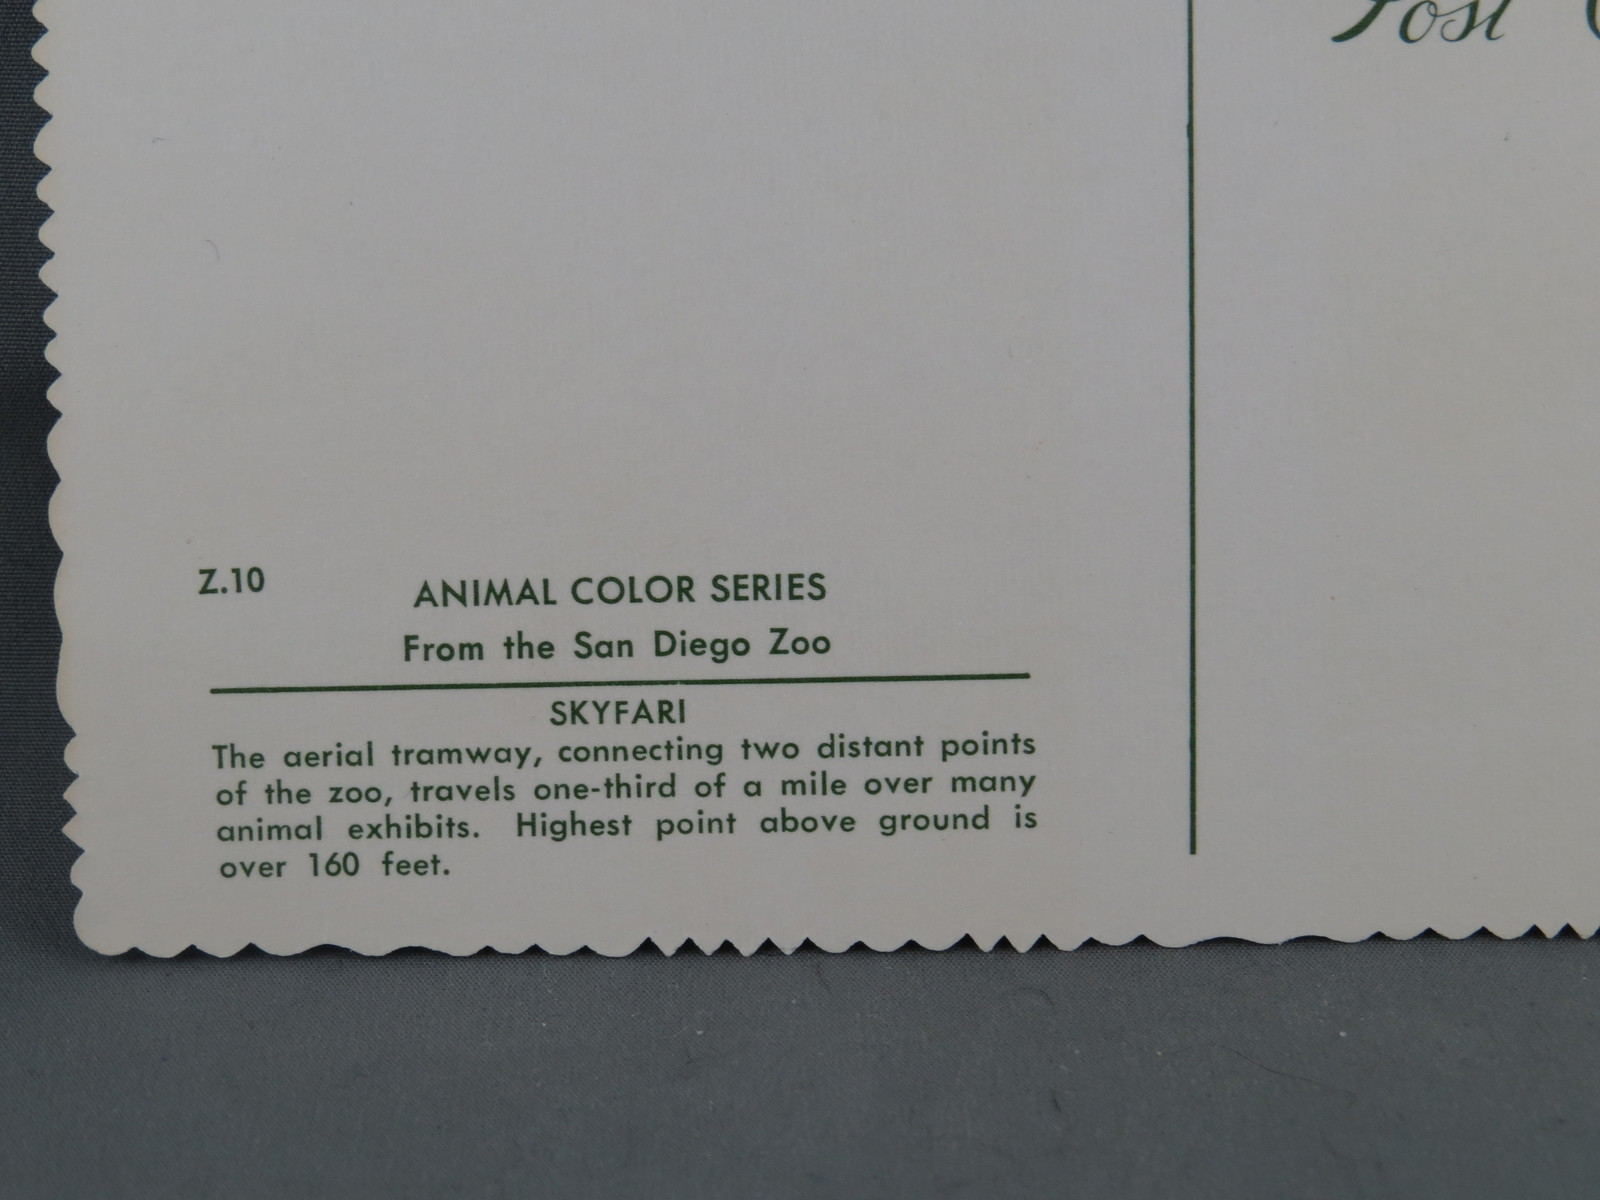 Post
Z.10
ANIMAL COLOR SERIES
From the San Diego Zoo
SKYFARI
The aerial tramway, connecting two distant points
of the zoo, travels one-third of a mile over many
animal exhibits. Highest point above ground is
over 160 feet.